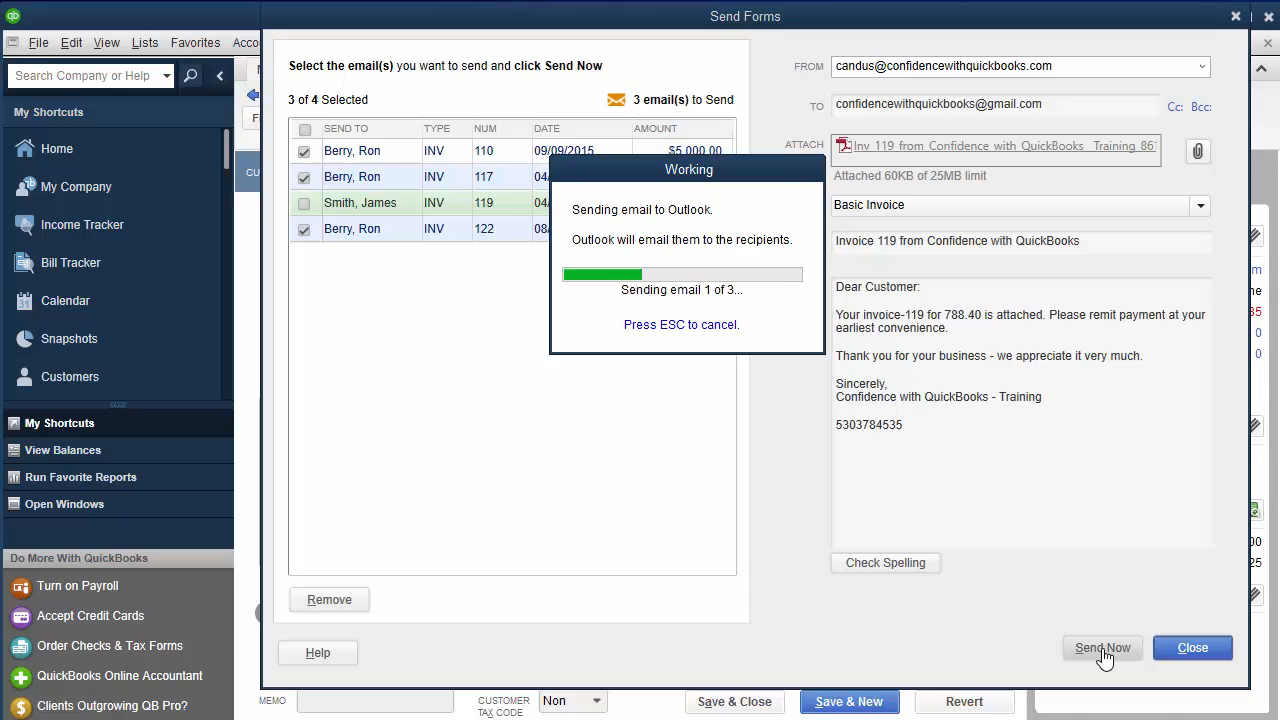 Send Forms
File Edit View Lists Favorites Acco
Search Company or Help
My Shortcuts
Home
My Company
Income Tracker
Bill Tracker
Calendar
Snapshots
Customers
My Shortcuts
View Balances
Run Favorite Reports
Open Windows
Do More With QuickBooks
Turn on Payroll
Accept Credit Cards
Order Checks & Tax Forms
QuickBooks Online Accountant
Clients Outgrowing QB Pro?
CU
Select the email(s) you want to send and click Send Now
3 of 4 Selected 3 email(s) to Send
SEND TO TYPE NUM DATE AMOUNT
Berry, Ron INV 110 09/09/2015 $5,000.00
Berry, Ron INV 117 04/
Smith, James INV 119 04/
Berry, Ron INV 122 08/
Working
Sending email to Outlook.
Outlook will email them to the recipients.
Sending email 1 of 3...
Press ESC to cancel.
Remove
Help
FROM candus@confidencewithquickbooks.com
TO confidencewithquickbooks@gmail.com Cc: Bcc:
ATTACH Inv_119_from_Confidence_with_QuickBooks__Training_86
Attached 60KB of 25MB limit
Basic Invoice
Invoice 119 from Confidence with QuickBooks
Dear Customer:
Your invoice-119 for 788.40 is attached. Please remit payment at your
earliest convenience.
Thank you for your business - we appreciate it very much.
Sincerely,
Confidence with QuickBooks - Training
5303784535
Check Spelling
Send Now Close
MEMO
CUSTOMER
TAX CODE
Non
Save & Close Save & New Revert